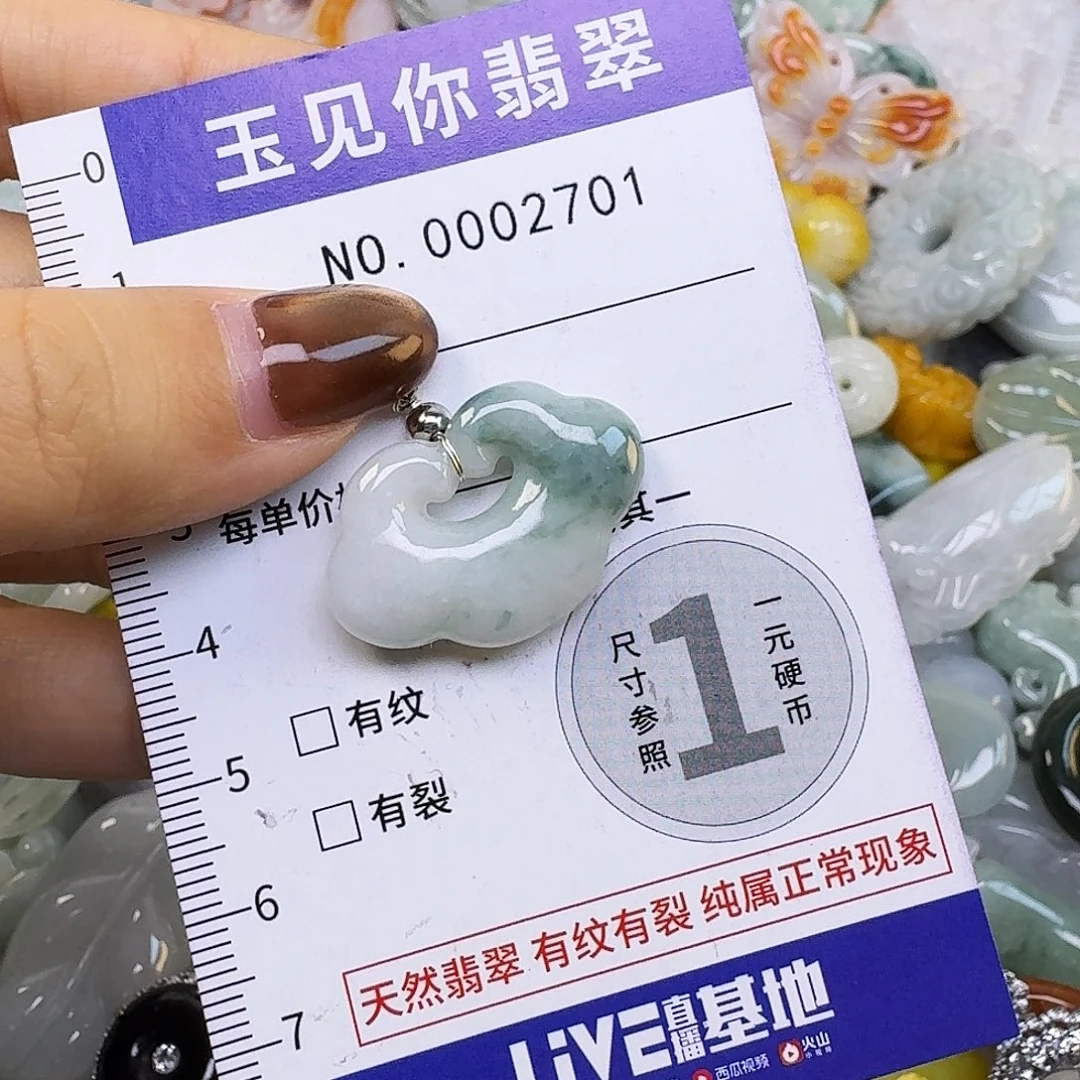 玉见你翡翠
NO. 0002701
0
1
每单价
其一
4
5
6
7
有纹
有裂
尺寸参照
1
一元硬币
天然翡翠 有纹有裂 纯属正常现象
LiVE直播基地
西瓜视频
火山
小视频